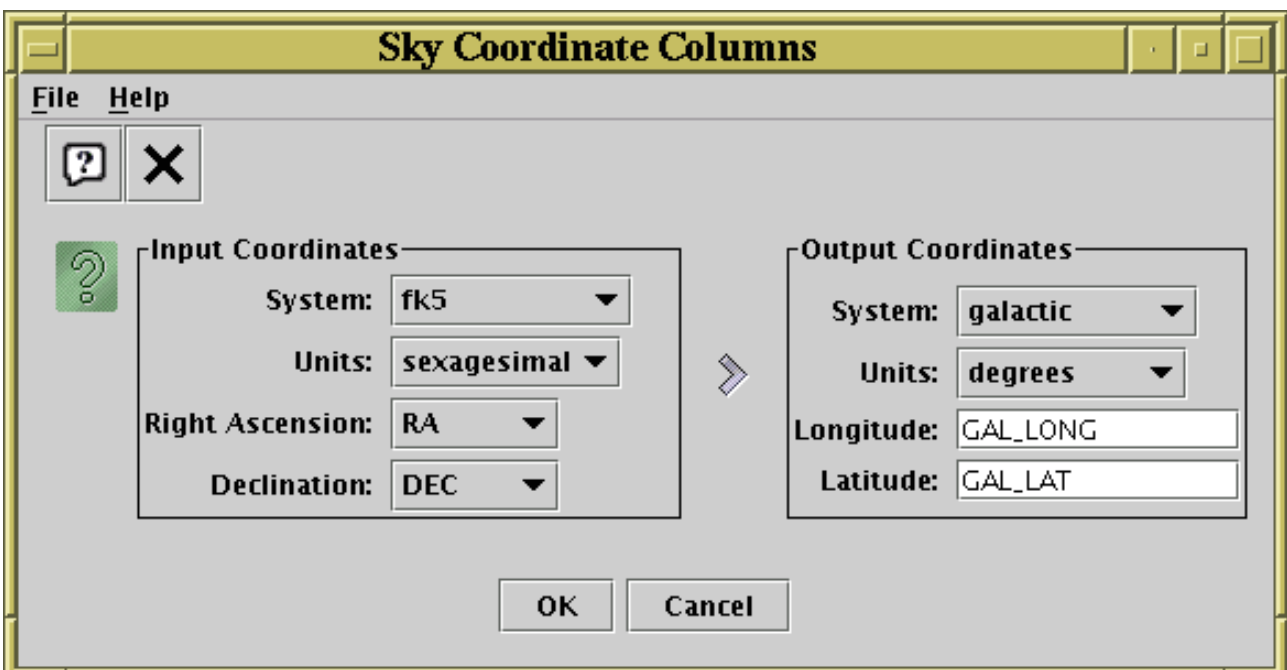 Sky Coordinate Columns
File Help
Input Coordinates
System: fk5
Units: sexagesimal
Right Ascension: RA
Declination: DEC
Output Coordinates
System: galactic
Units: degrees
Longitude: GAL_LONG
Latitude: GAL_LAT
OK Cancel